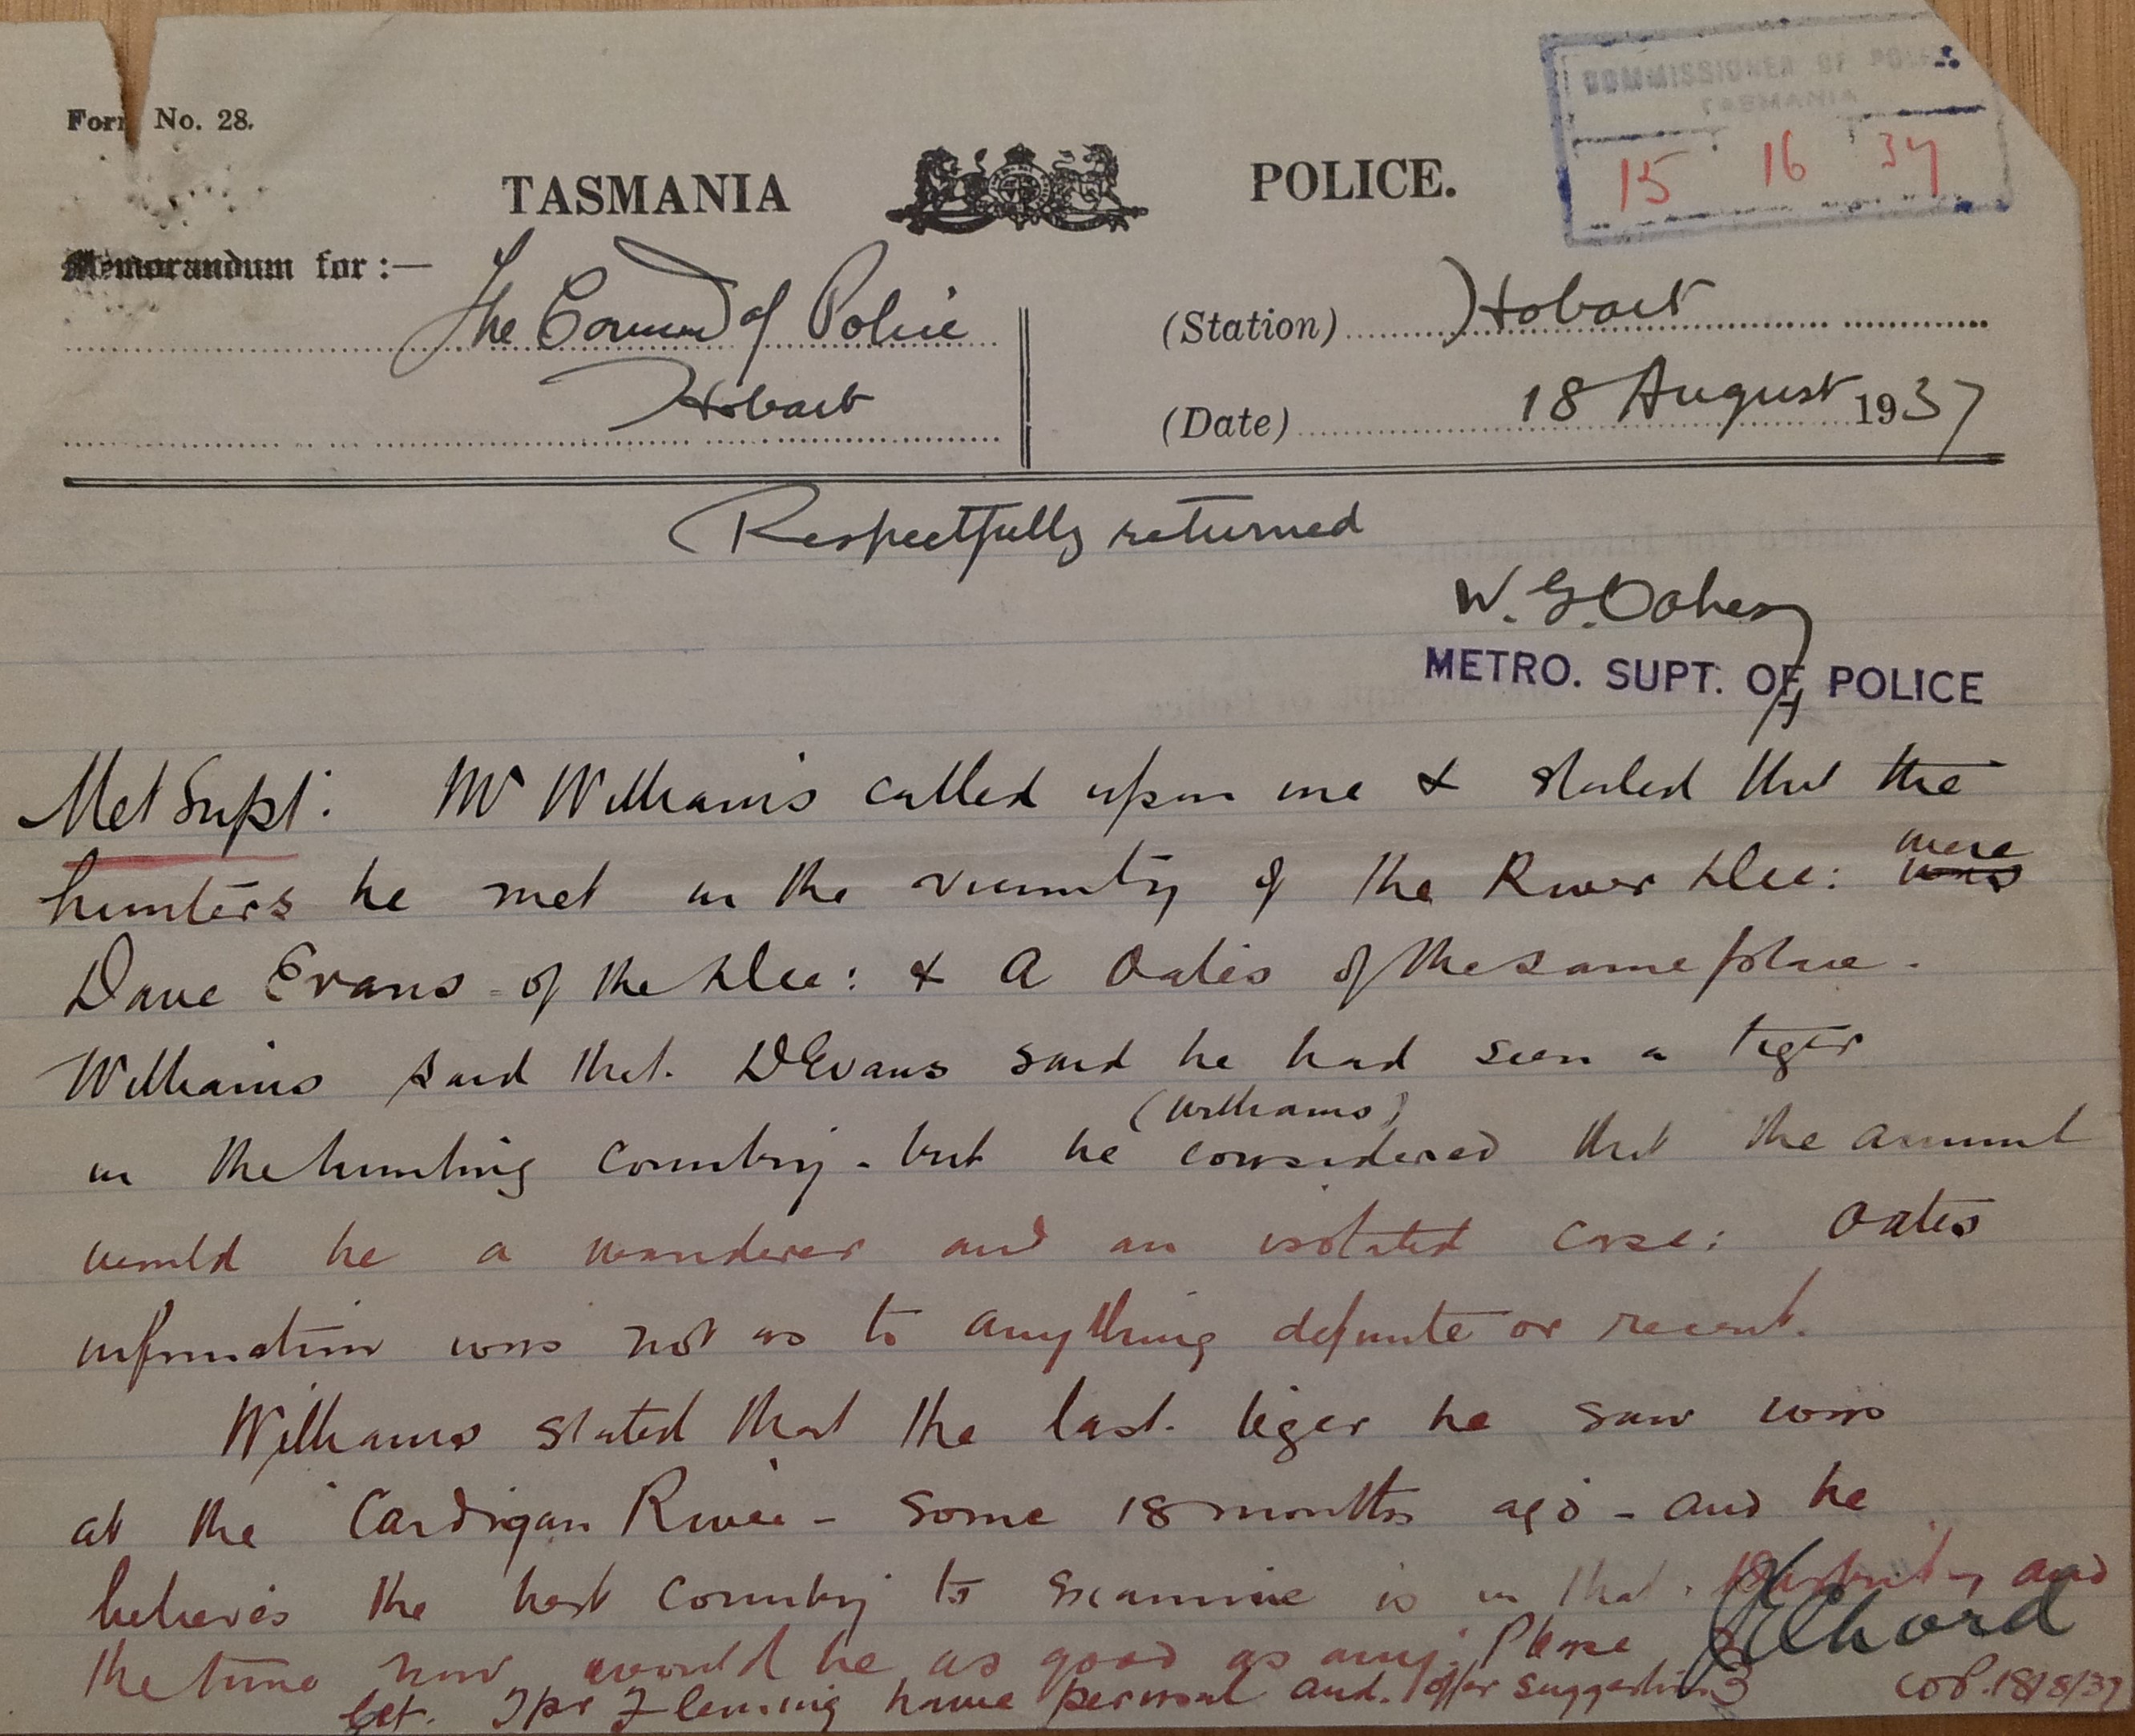 Form No. 28.
COMMISSIONER OF POLICE
TASMANIA
15 16 37
TASMANIA POLICE.
Memorandum for :—
The Commr of Police
Hobart
(Station) Hobart
(Date) 18 August 1937
Respectfully returned
W. G.
METRO. SUPT. OF POLICE
Met Supt: Mr Williams called upon me & stated that the
hunters he met in the vicinity of the River Dee: were was
Dave Evans of the Dee: & A Oates of the same place.
Williams said that D Evans said he had seen a tiger
in the hunting country - but he (Williams) considered that the animal
would be a wanderer and an isolated case: Oates
information was not as to anything definite or recent.
Williams stated that the last tiger he saw was
at the Cardigan River - some 18 months ago - and he
believes the best country to examine is in that District, and
the time now would be as good as any: Please
let Tpr Fleming have perusal and offer suggestions
COP. 18/8/37